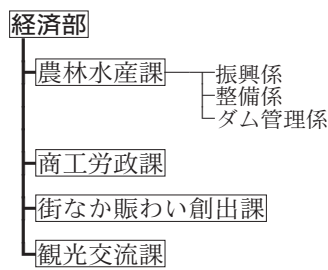 経済部
農林水産課
振興係
整備係
ダム管理係
商工労政課
街なか賑わい創出課
観光交流課